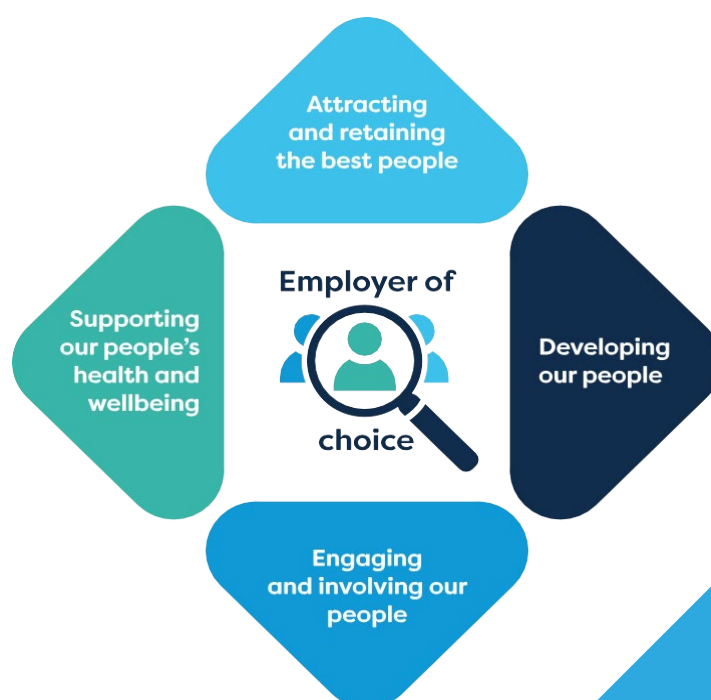 Attracting
and retaining
the best people
Supporting
our people's
health and
wellbeing
Employer of
choice
Developing
our people
Engaging
and involving our
people